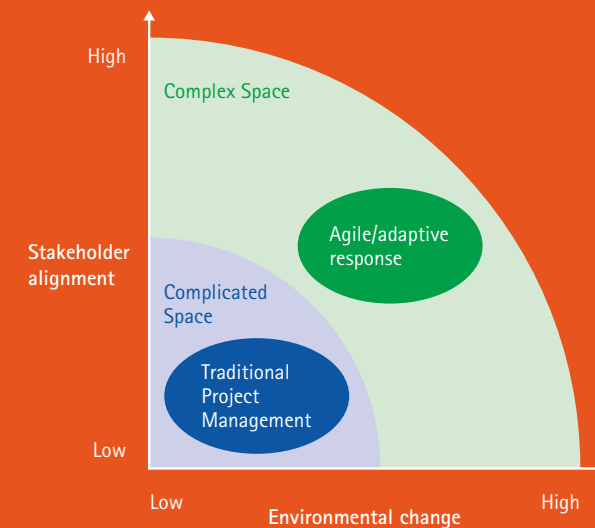 High
Complex Space
Agile/adaptive
response
Stakeholder
alignment
Complicated
Space
Traditional
Project
Management
Low
Low
High
Environmental change